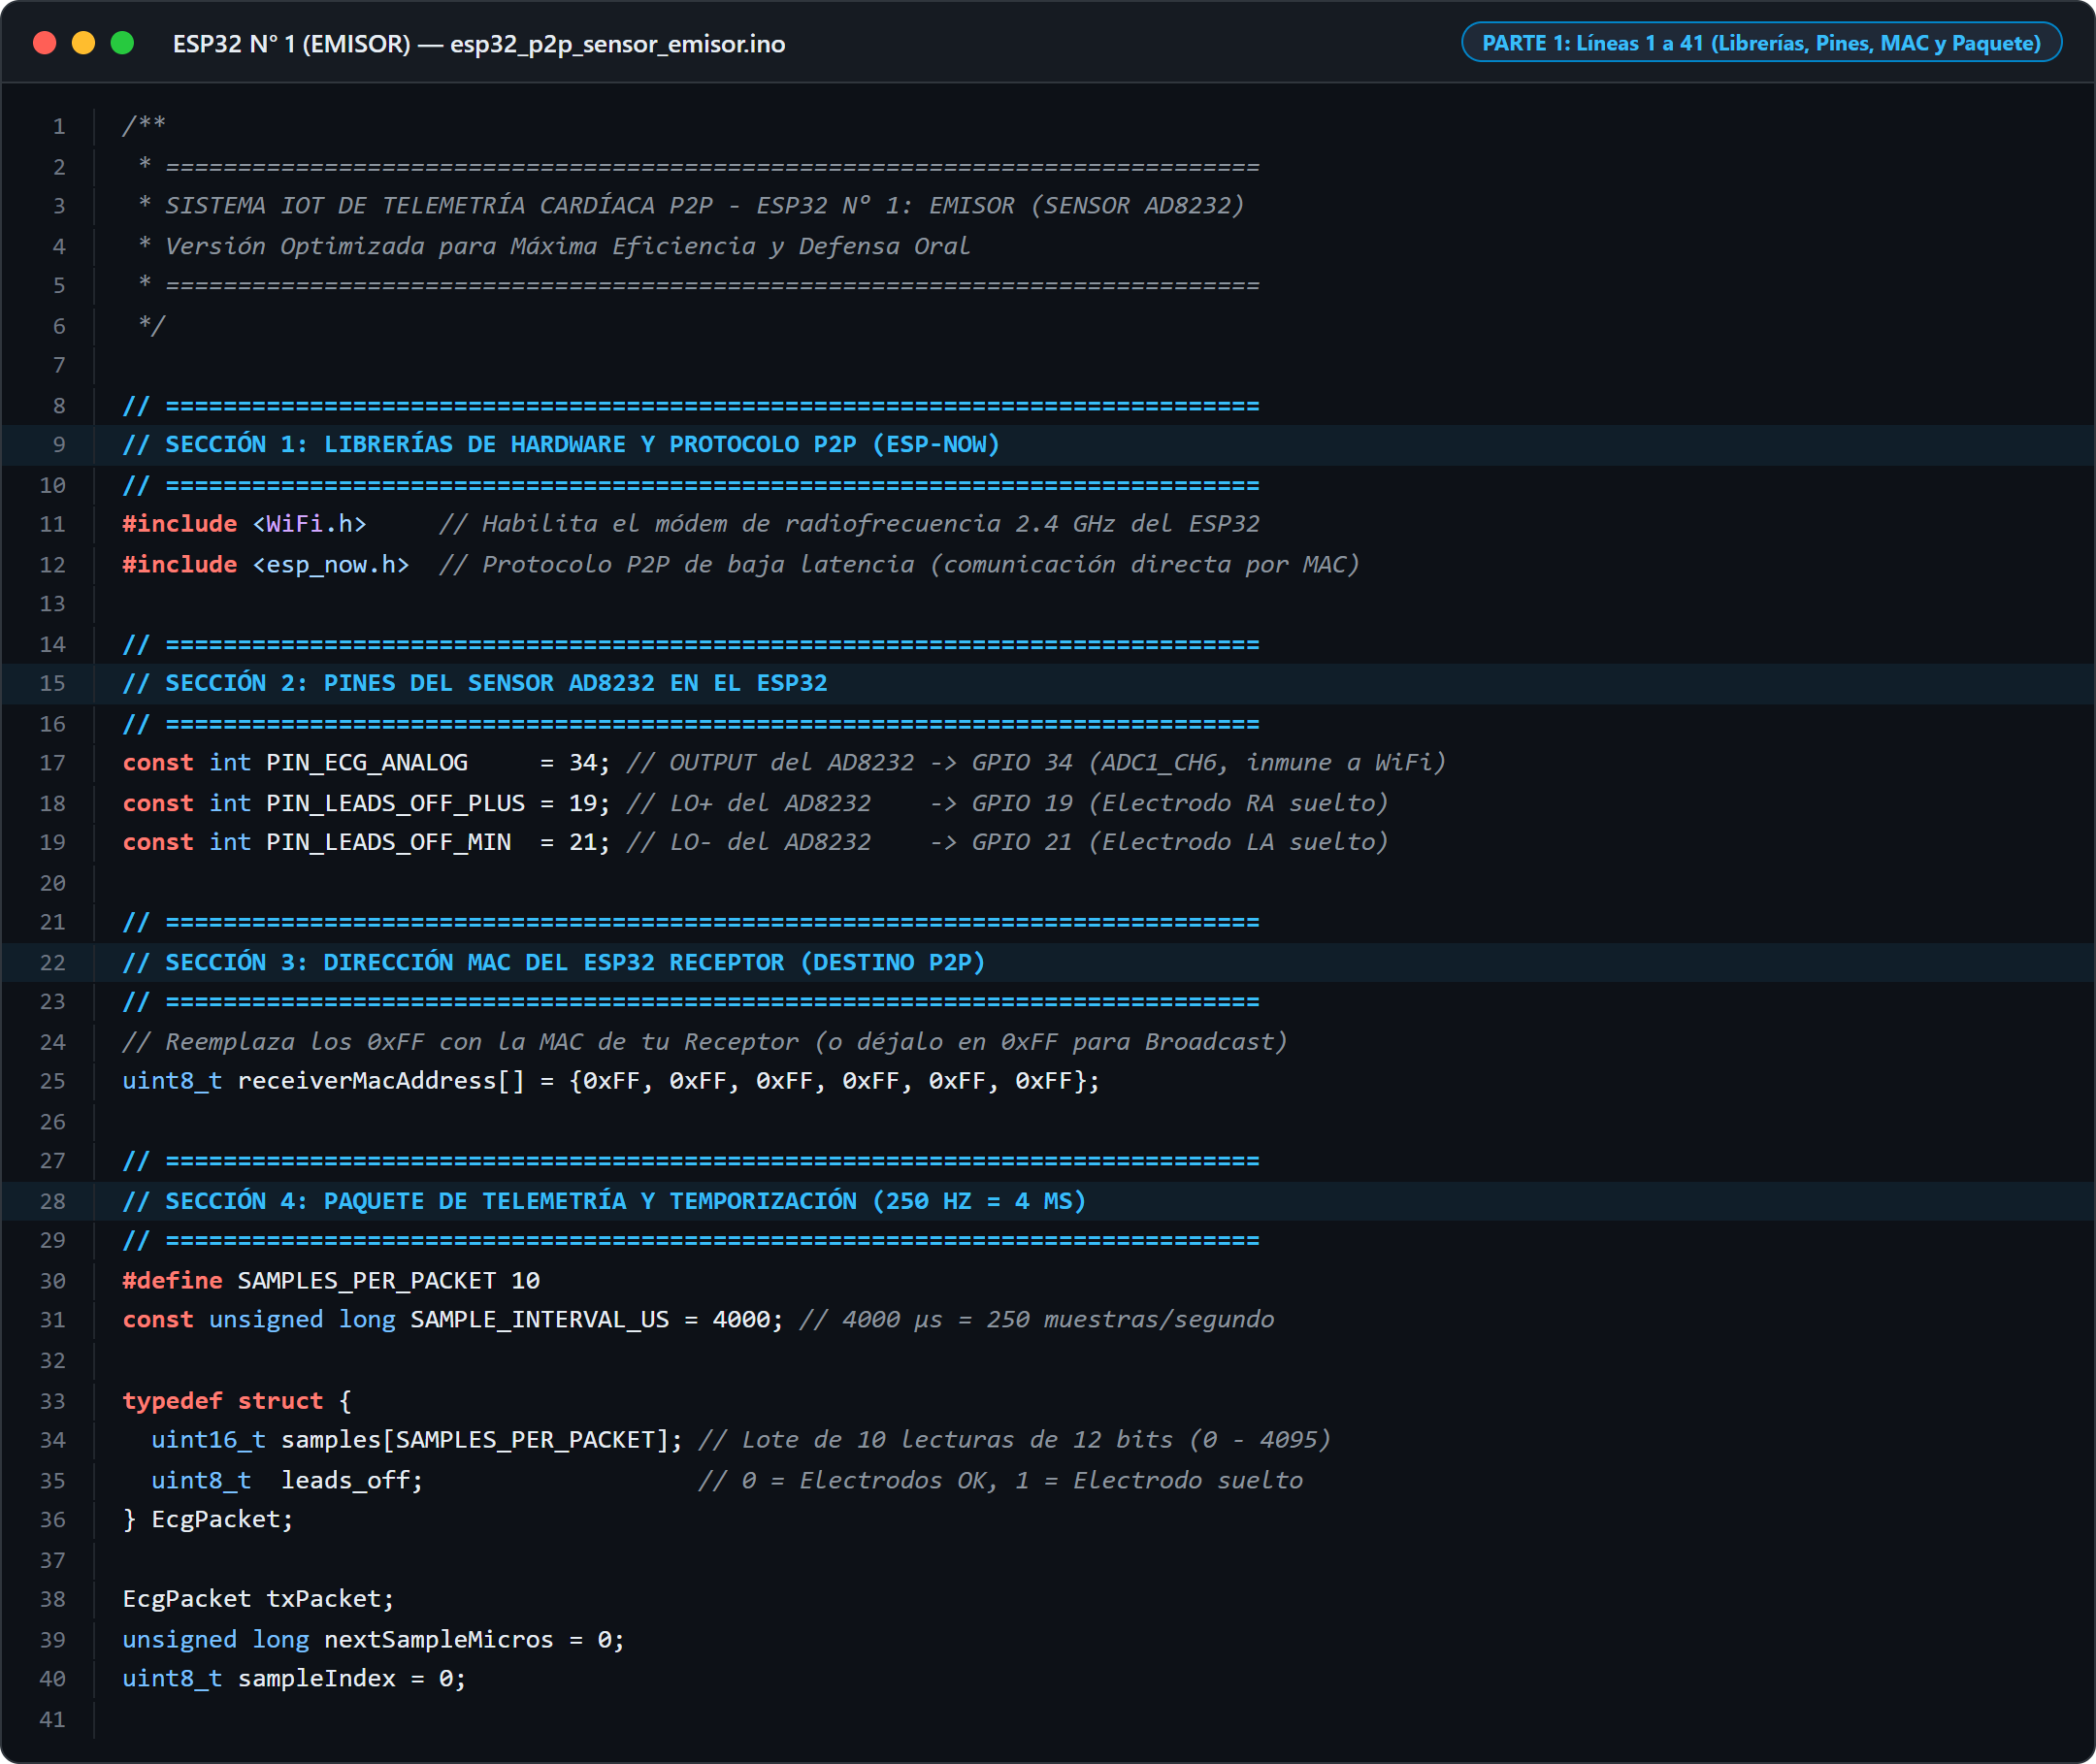 ESP32 N° 1 (EMISOR) — esp32_p2p_sensor_emisor.ino
PARTE 1: Líneas 1 a 41 (Librerías, Pines, MAC y Paquete)
1 /**
2  * ============================================================================
3  * SISTEMA IOT DE TELEMETRÍA CARDÍACA P2P - ESP32 Nº 1: EMISOR (SENSOR AD8232)
4  * Versión Optimizada para Máxima Eficiencia y Defensa Oral
5  * ============================================================================
6  */
7
8 // ============================================================================
9 // SECCIÓN 1: LIBRERÍAS DE HARDWARE Y PROTOCOLO P2P (ESP-NOW)
10 // ============================================================================
11 #include <WiFi.h>     // Habilita el módem de radiofrecuencia 2.4 GHz del ESP32
12 #include <esp_now.h>  // Protocolo P2P de baja latencia (comunicación directa por MAC)
13
14 // ============================================================================
15 // SECCIÓN 2: PINES DEL SENSOR AD8232 EN EL ESP32
16 // ============================================================================
17 const int PIN_ECG_ANALOG     = 34; // OUTPUT del AD8232 -> GPIO 34 (ADC1_CH6, inmune a WiFi)
18 const int PIN_LEADS_OFF_PLUS = 19; // LO+ del AD8232    -> GPIO 19 (Electrodo RA suelto)
19 const int PIN_LEADS_OFF_MIN  = 21; // LO- del AD8232    -> GPIO 21 (Electrodo LA suelto)
20
21 // ============================================================================
22 // SECCIÓN 3: DIRECCIÓN MAC DEL ESP32 RECEPTOR (DESTINO P2P)
23 // ============================================================================
24 // Reemplaza los 0xFF con la MAC de tu Receptor (o déjalo en 0xFF para Broadcast)
25 uint8_t receiverMacAddress[] = {0xFF, 0xFF, 0xFF, 0xFF, 0xFF, 0xFF};
26
27 // ============================================================================
28 // SECCIÓN 4: PAQUETE DE TELEMETRÍA Y TEMPORIZACIÓN (250 HZ = 4 MS)
29 // ============================================================================
30 #define SAMPLES_PER_PACKET 10
31 const unsigned long SAMPLE_INTERVAL_US = 4000; // 4000 µs = 250 muestras/segundo
32
33 typedef struct {
34   uint16_t samples[SAMPLES_PER_PACKET]; // Lote de 10 lecturas de 12 bits (0 - 4095)
35   uint8_t  leads_off;                   // 0 = Electrodos OK, 1 = Electrodo suelto
36 } EcgPacket;
37
38 EcgPacket txPacket;
39 unsigned long nextSampleMicros = 0;
40 uint8_t sampleIndex = 0;
41